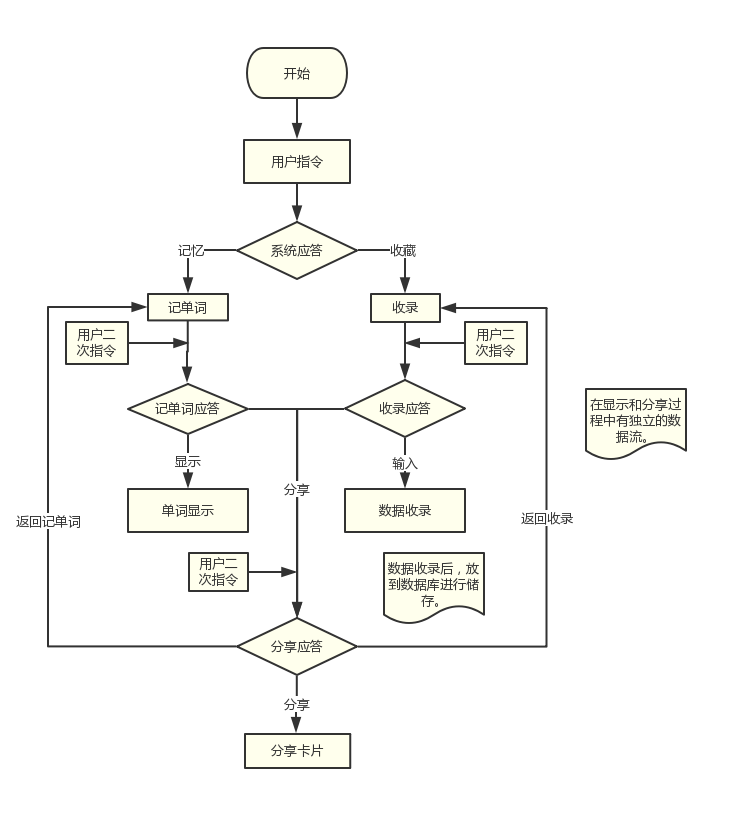 开始
用户指令
系统应答
记忆
收藏
记单词
收录
用户二
次指令
用户二
次指令
记单词应答
收录应答
在显示和分享过
程中有独立的数
据流。
显示
输入
分享
单词显示
数据收录
返回记单词
返回收录
用户二
次指令
数据收录后，放
到数据库进行储
存。
分享应答
分享
分享卡片